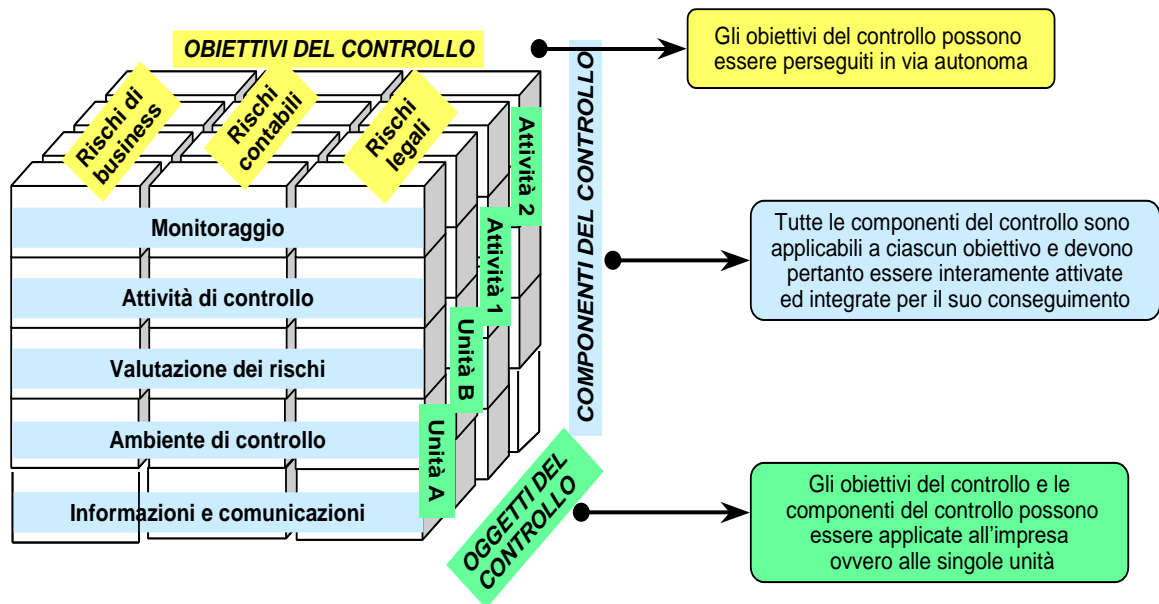 OBIETTIVI DEL CONTROLLO
Rischi di
business
Rischi
contabili
Rischi
legali
Monitoraggio
Attività di controllo
Valutazione dei rischi
Ambiente di controllo
Informazioni e comunicazioni
Unità A
Unità B
Attività 1
Attività 2
COMPONENTI DEL CONTROLLO
OGGETTI DEL
CONTROLLO
Gli obiettivi del controllo possono
essere perseguiti in via autonoma
Tutte le componenti del controllo sono
applicabili a ciascun obiettivo e devono
pertanto essere interamente attivate
ed integrate per il suo conseguimento
Gli obiettivi del controllo e le
componenti del controllo possono
essere applicate all'impresa
ovvero alle singole unità